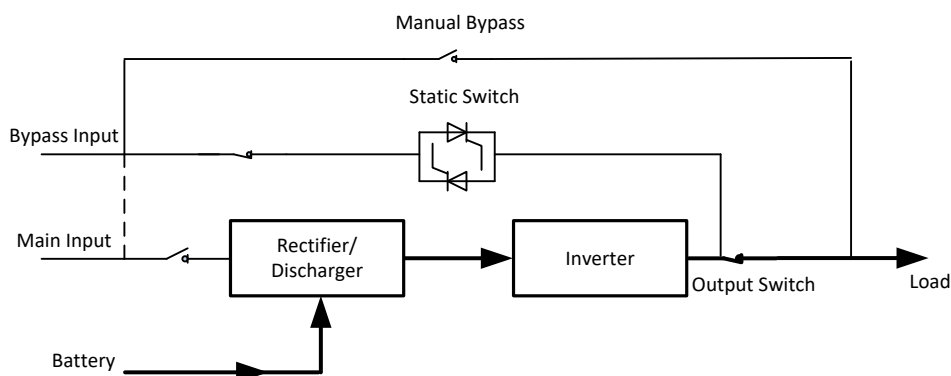 Manual Bypass
Static Switch
Bypass Input
Main Input
Rectifier/
Discharger
Inverter
Output Switch
Load
Battery